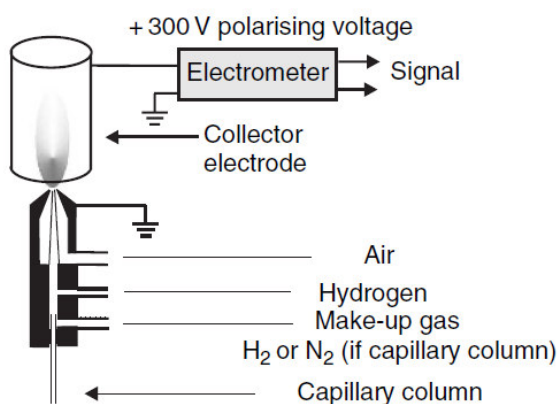 + 300 V polarising voltage
Electrometer
Signal
Collector
electrode
Air
Hydrogen
Make-up gas
H₂ or N₂ (if capillary column)
Capillary column